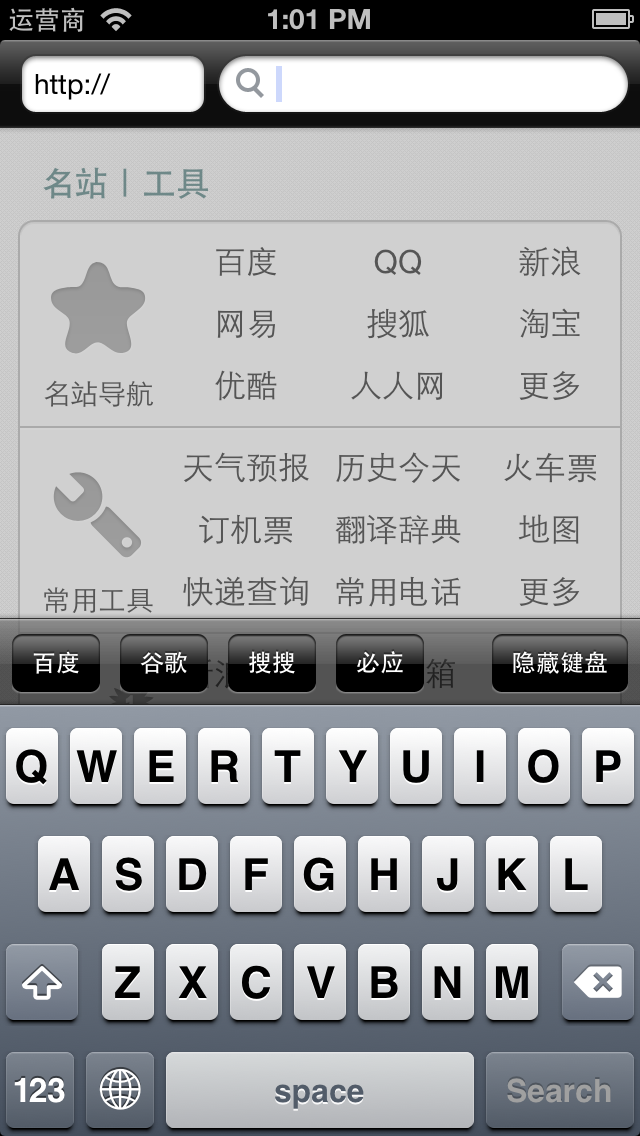 运营商 1:01 PM
http://
名站 | 工具
百度 QQ 新浪
网易 搜狐 淘宝
名站导航 优酷 人人网 更多
天气预报 历史今天 火车票
订机票 翻译辞典 地图
常用工具 快递查询 常用电话 更多
百度 谷歌 搜搜 必应 箱 隐藏键盘
Q W E R T Y U I O P
A S D F G H J K L
Z X C V B N M
123 space Search